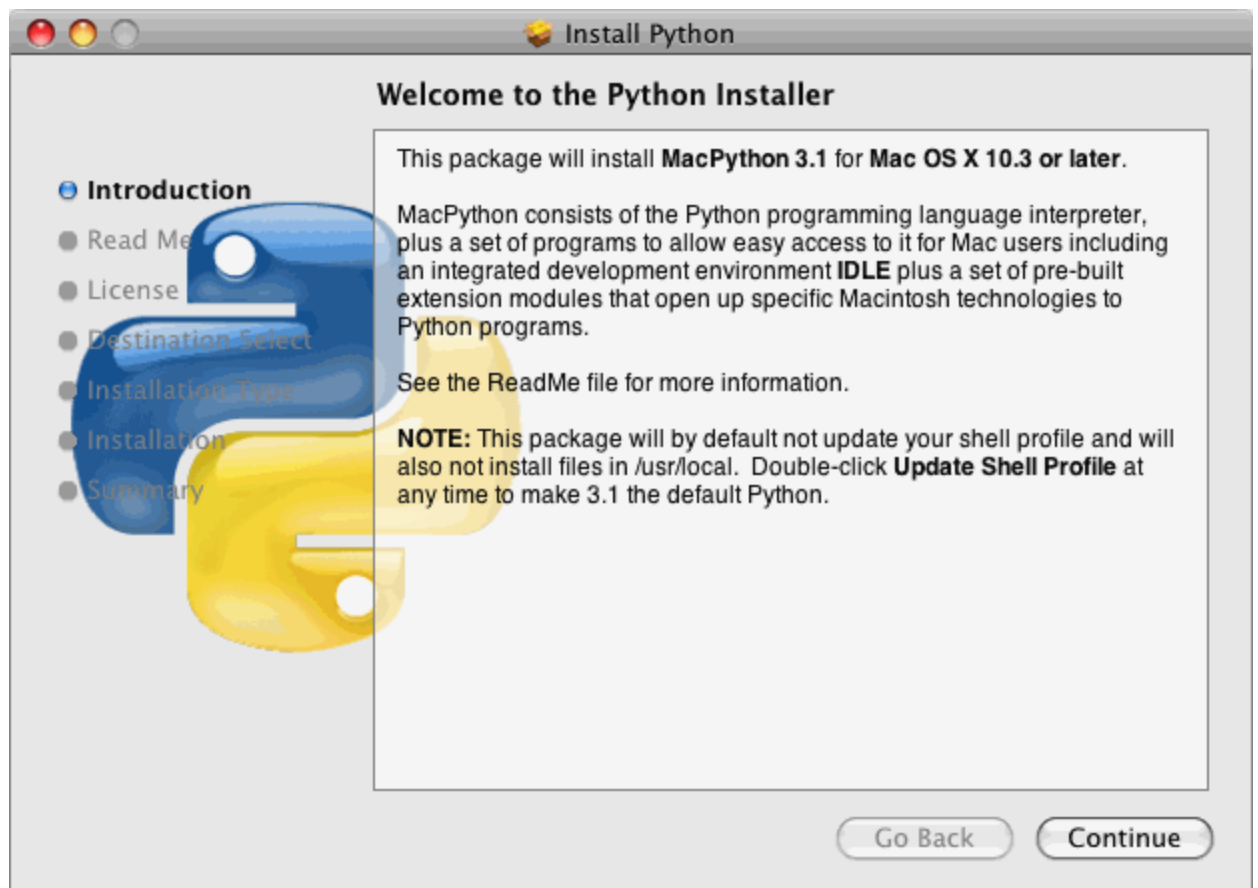 Install Python
Welcome to the Python Installer
Introduction
Read Me
License
Destination Select
Installation Type
Installation
Summary
This package will install MacPython 3.1 for Mac OS X 10.3 or later.
MacPython consists of the Python programming language interpreter,
plus a set of programs to allow easy access to it for Mac users including
an integrated development environment IDLE plus a set of pre-built
extension modules that open up specific Macintosh technologies to
Python programs.
See the ReadMe file for more information.
NOTE: This package will by default not update your shell profile and will
also not install files in /usr/local.  Double-click Update Shell Profile at
any time to make 3.1 the default Python.
Go Back
Continue